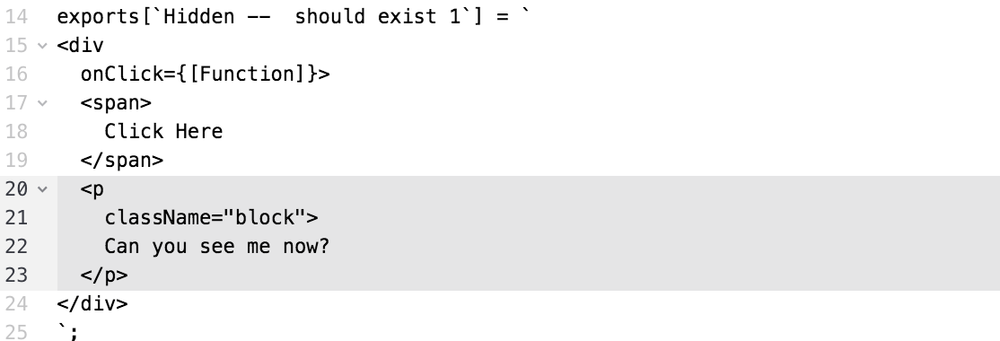 14 exports[`Hidden --  should exist 1`] = `
15 <div
16   onClick={[Function]}>
17   <span>
18     Click Here
19   </span>
20   <p
21     className="block">
22     Can you see me now?
23   </p>
24 </div>
25 `;